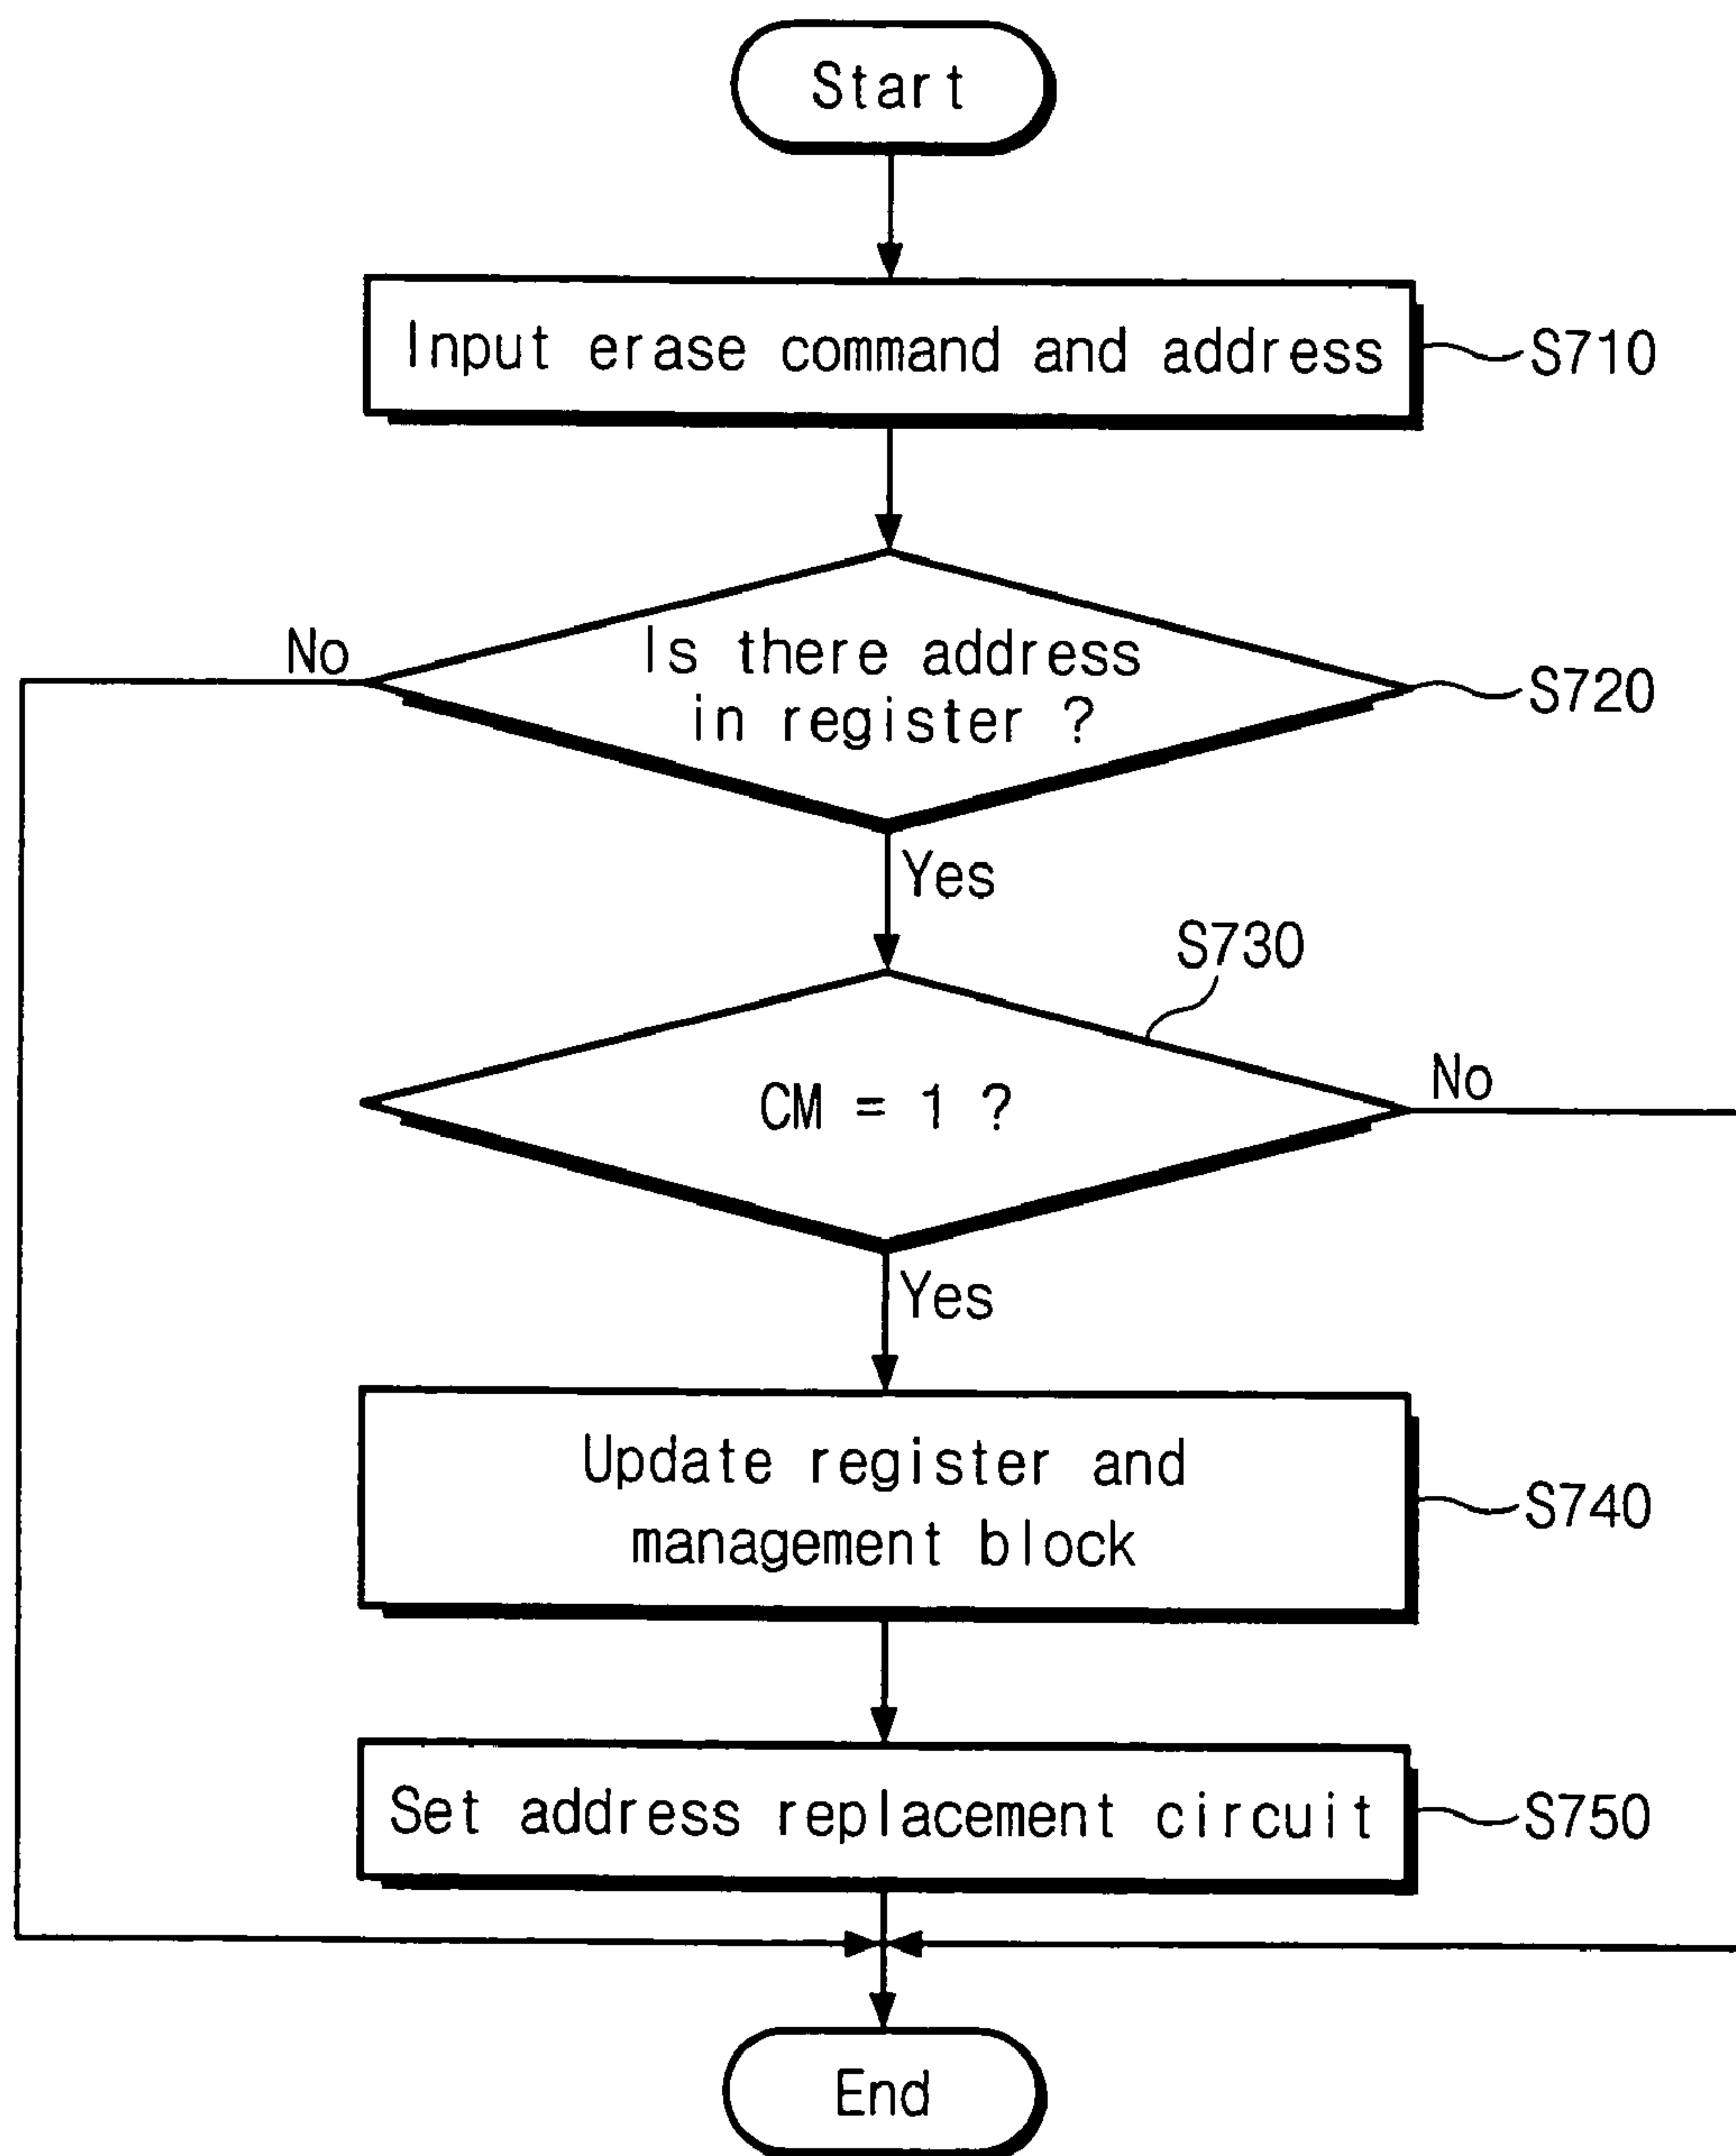 Start
Input erase command and address
S710
Is there address
in register ?
S720
No
Yes
S730
CM = 1 ?
No
Yes
Update register and
management block
S740
Set address replacement circuit
S750
End